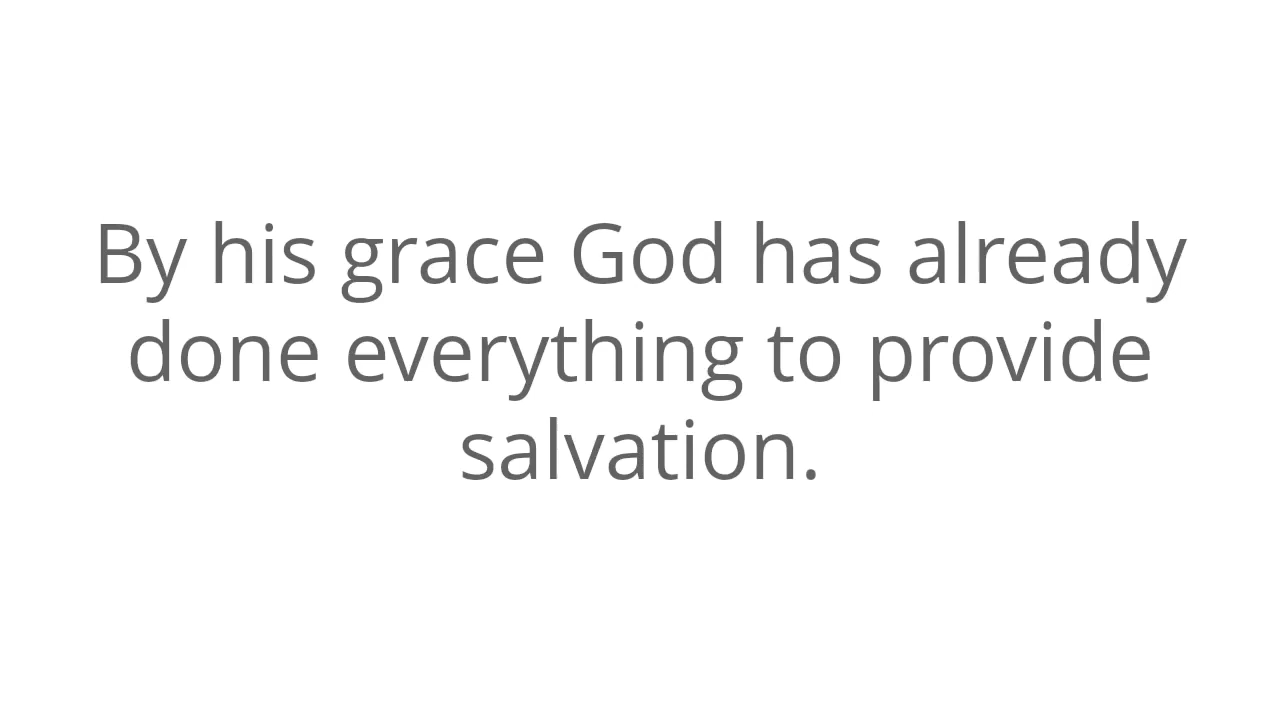 By his grace God has already
done everything to provide
salvation.